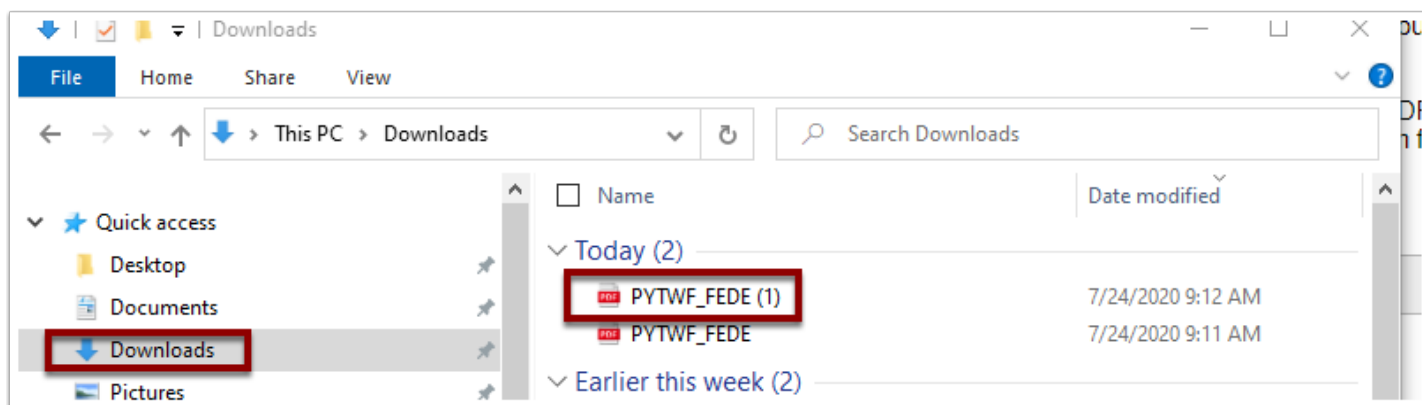 Downloads
File Home Share View
This PC > Downloads
Search Downloads
Name Date modified
Quick access
Today (2)
Desktop
PYTWF_FEDE (1) 7/24/2020 9:12 AM
Documents
PYTWF_FEDE 7/24/2020 9:11 AM
Downloads
Earlier this week (2)
Pictures